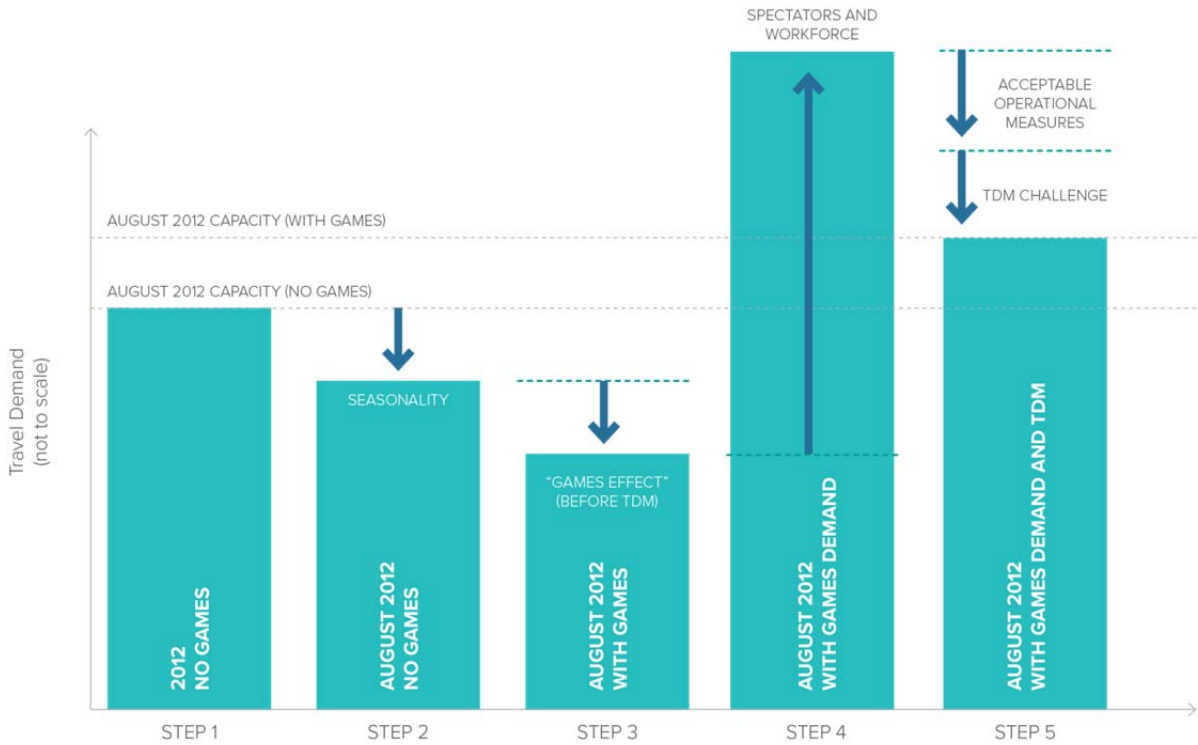 SPECTATORS AND
WORKFORCE
ACCEPTABLE
OPERATIONAL
MEASURES
TDM CHALLENGE
AUGUST 2012 CAPACITY (WITH GAMES)
AUGUST 2012 CAPACITY (NO GAMES)
Travel Demand
(not to scale)
SEASONALITY
"GAMES EFFECT"
(BEFORE TDM)
2012
NO GAMES
AUGUST 2012
NO GAMES
AUGUST 2012
WITH GAMES
AUGUST 2012
WITH GAMES DEMAND
AUGUST 2012
WITH GAMES DEMAND AND TDM
STEP 1
STEP 2
STEP 3
STEP 4
STEP 5